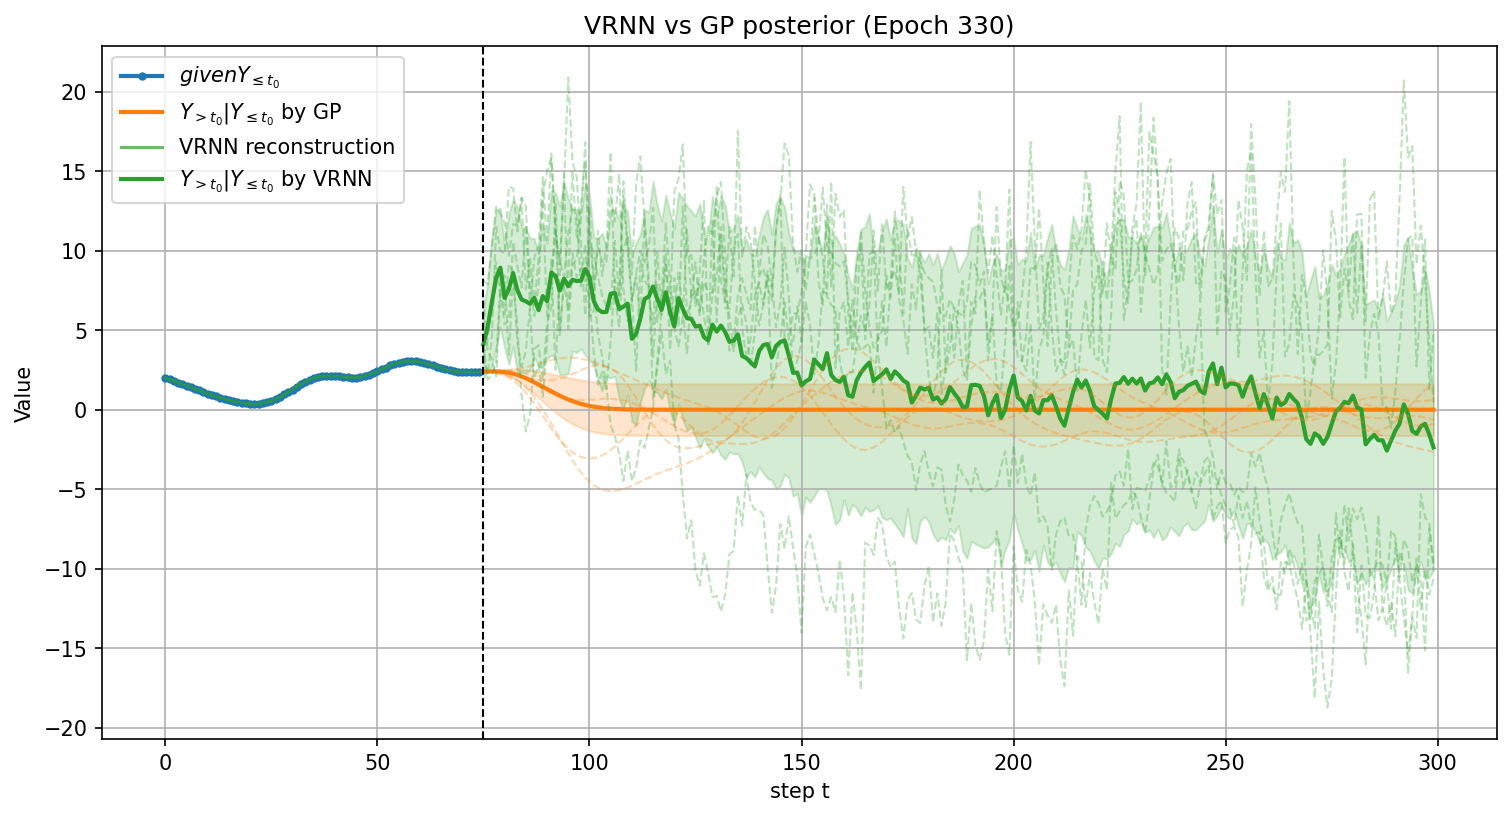 VRNN vs GP posterior (Epoch 330)
givenY≤t₀
Y>t₀|Y≤t₀ by GP
VRNN reconstruction
Y>t₀|Y≤t₀ by VRNN
Value
20
15
10
5
0
−5
−10
−15
−20
0 50 100 150 200 250 300
step t